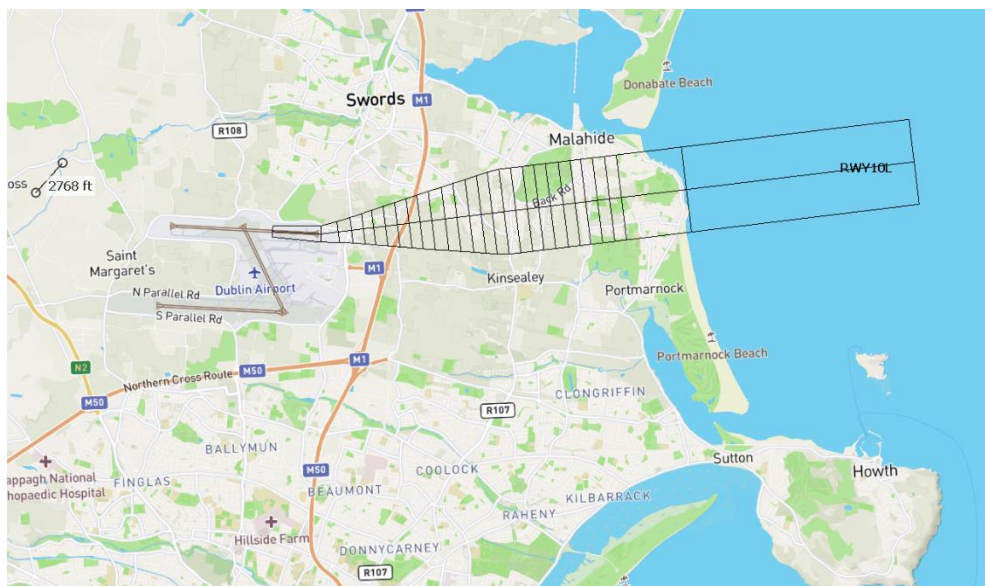 Donabate Beach
Swords
M1
R108
Malahide
oss
2768 ft
RWY10L
Back Rd
Saint
Margaret's
M1
Kinsealey
Dublin Airport
N Parallel Rd
S Parallel Rd
Portmarnock
N2
M1
Portmarnock Beach
Northern Cross Route
M50
M50
CLONGRIFFIN
R107
BALLYMUN
Sutton
Howth
appagh National
hopaedic Hospital
FINGLAS
M50
COOLOCK
BEAUMONT
KILBARRACK
RAHENY
Hillside Farm
DONNYCARNEY
R107